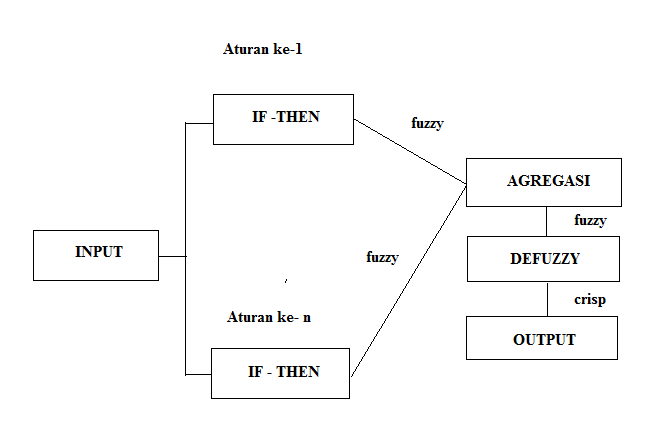 Aturan ke-1
IF -THEN
fuzzy
AGREGASI
fuzzy
INPUT
fuzzy
DEFUZZY
crisp
Aturan ke- n
OUTPUT
IF - THEN